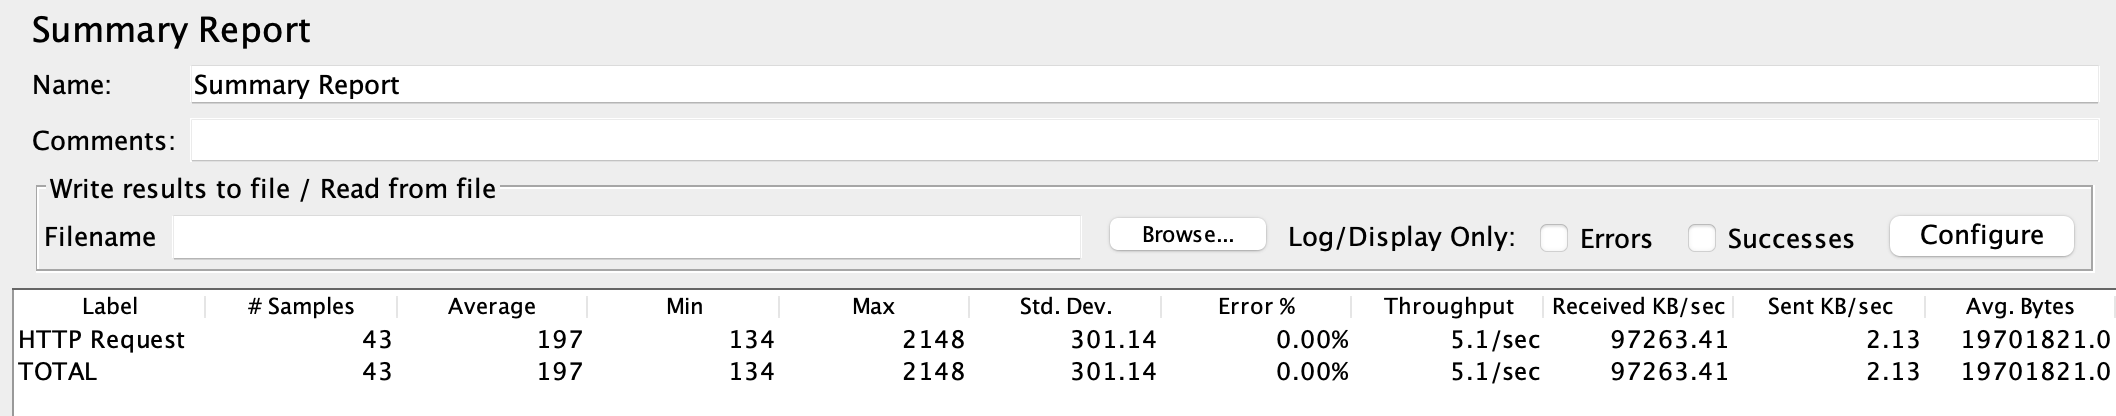 Summary Report
Name: Summary Report
Comments:
Write results to file / Read from file
Filename Browse... Log/Display Only: Errors Successes Configure
Label # Samples Average Min Max Std. Dev. Error % Throughput Received KB/sec Sent KB/sec Avg. Bytes
HTTP Request 43 197 134 2148 301.14 0.00% 5.1/sec 97263.41 2.13 19701821.0
TOTAL 43 197 134 2148 301.14 0.00% 5.1/sec 97263.41 2.13 19701821.0